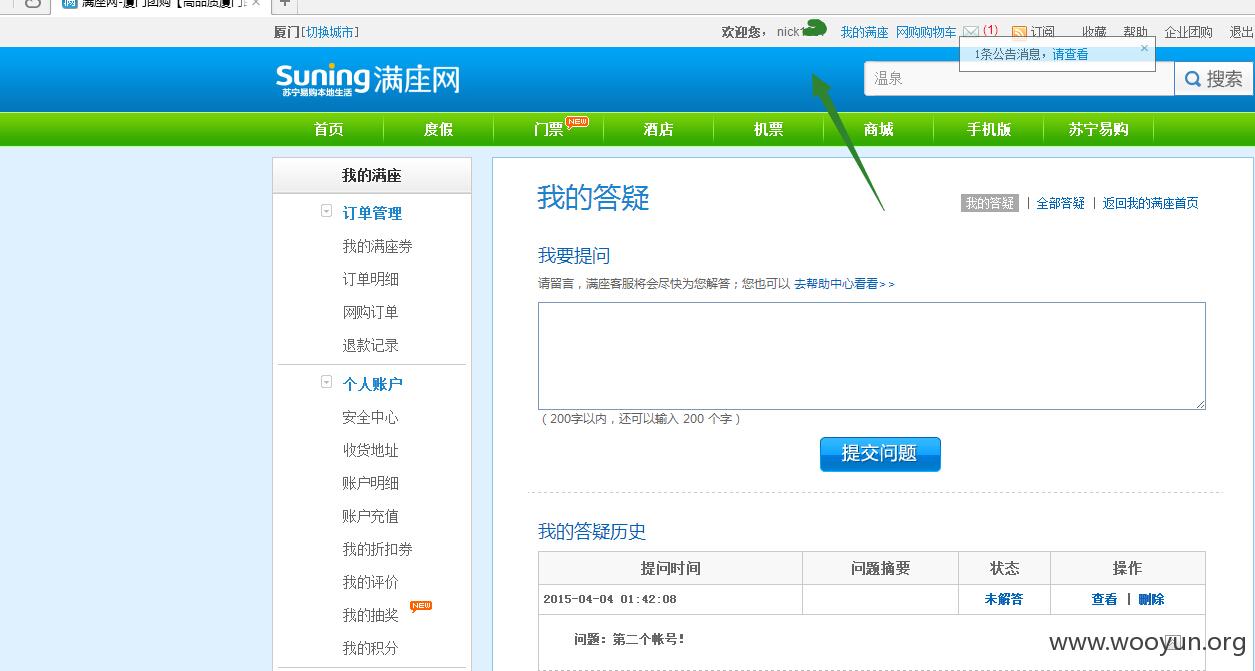 满座网-厦门团购【高品质厦门
厦门[切换城市]
欢迎您，nick
我的满座 网购购物车 (1) 订阅 收藏 帮助 企业团购 退出
1条公告消息，请查看 ×
Suning 满座网
苏宁易购本地生活
温泉 搜索
首页 度假 门票 NEW 酒店 机票 商城 手机版 苏宁易购
我的满座
订单管理
我的满座券
订单明细
网购订单
退款记录
个人账户
安全中心
收货地址
账户明细
账户充值
我的折扣券
我的评价
我的抽奖 NEW
我的积分
我的答疑
我的答疑 | 全部答疑 | 返回我的满座首页
我要提问
请留言，满座客服将会尽快为您解答；您也可以 去帮助中心看看>>
（200字以内，还可以输入 200 个字）
提交问题
我的答疑历史
提问时间 问题摘要 状态 操作
2015-04-04 01:42:08 未解答 查看 | 删除
问题：第二个帐号！
www.wooyun.org